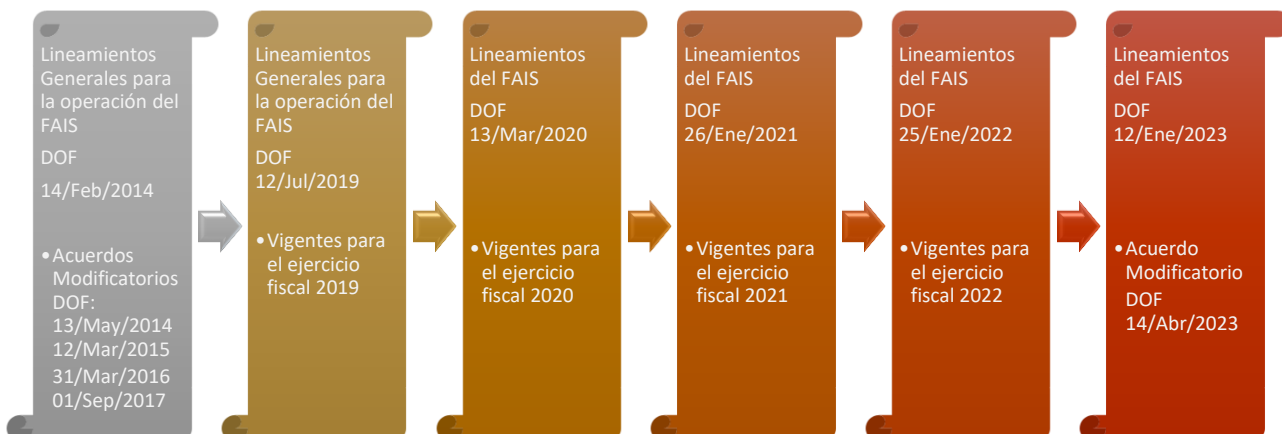 Lineamientos
Generales para
la operación del
FAIS
DOF
14/Feb/2014
•Acuerdos
Modificatorios
DOF:
13/May/2014
12/Mar/2015
31/Mar/2016
01/Sep/2017
Lineamientos
Generales para
la operación del
FAIS
DOF
12/Jul/2019
•Vigentes para
el ejercicio
fiscal 2019
Lineamientos
del FAIS
DOF
13/Mar/2020
•Vigentes para
el ejercicio
fiscal 2020
Lineamientos
del FAIS
DOF
26/Ene/2021
•Vigentes para
el ejercicio
fiscal 2021
Lineamientos
del FAIS
DOF
25/Ene/2022
•Vigentes para
el ejercicio
fiscal 2022
Lineamientos
del FAIS
DOF
12/Ene/2023
•Acuerdo
Modificatorio
DOF
14/Abr/2023